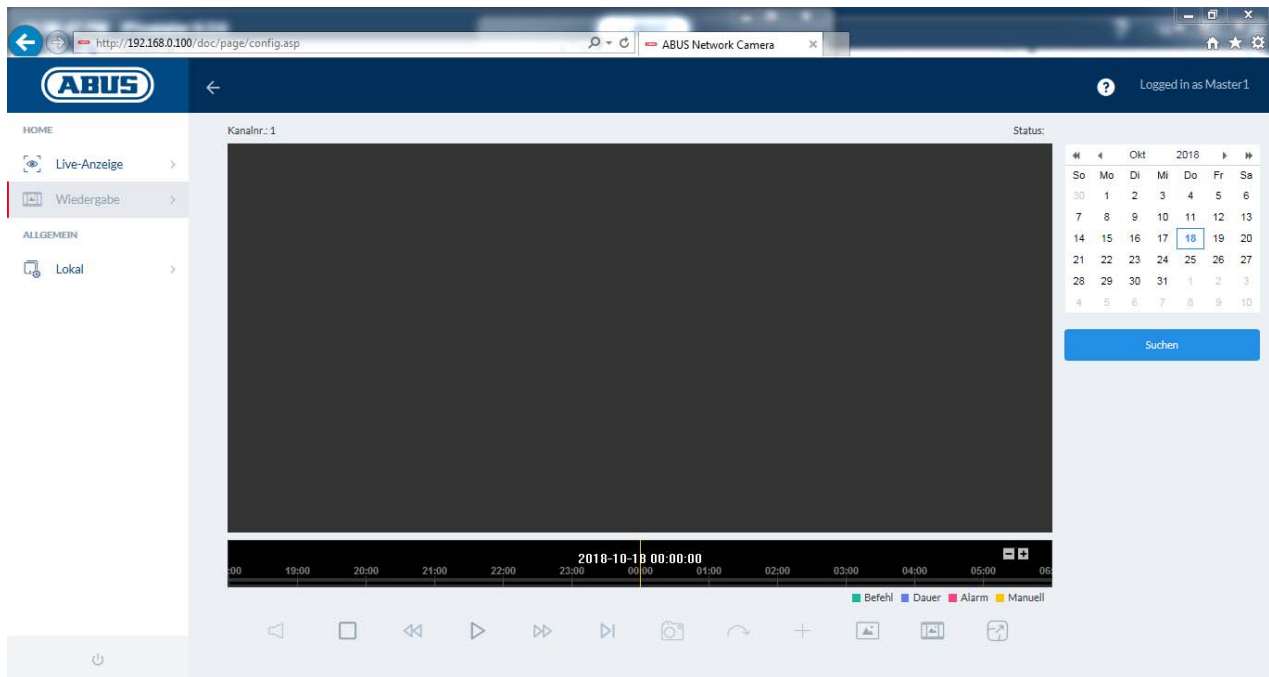 http://192.168.0.100/doc/page/config.asp
ABUS Network Camera
ABUS
Logged in as Master1
HOME
Live-Anzeige
Wiedergabe
ALLGEMEIN
Lokal
Kanalnr.: 1
Status:
Okt 2018
So Mo Di Mi Do Fr Sa
30 1 2 3 4 5 6
7 8 9 10 11 12 13
14 15 16 17 18 19 20
21 22 23 24 25 26 27
28 29 30 31 1 2 3
4 5 6 7 8 9 10
Suchen
2018-10-18 00:00:00
:00 19:00 20:00 21:00 22:00 23:00 00:00 01:00 02:00 03:00 04:00 05:00 06:
Befehl Dauer Alarm Manuell